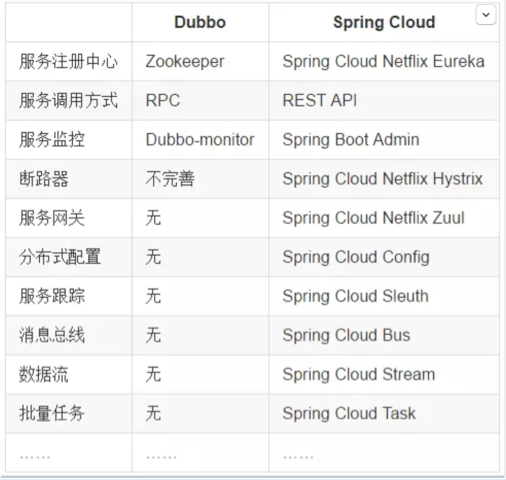 Dubbo Spring Cloud
服务注册中心 Zookeeper Spring Cloud Netflix Eureka
服务调用方式 RPC REST API
服务监控 Dubbo-monitor Spring Boot Admin
断路器 不完善 Spring Cloud Netflix Hystrix
服务网关 无 Spring Cloud Netflix Zuul
分布式配置 无 Spring Cloud Config
服务跟踪 无 Spring Cloud Sleuth
消息总线 无 Spring Cloud Bus
数据流 无 Spring Cloud Stream
批量任务 无 Spring Cloud Task
…… …… ……